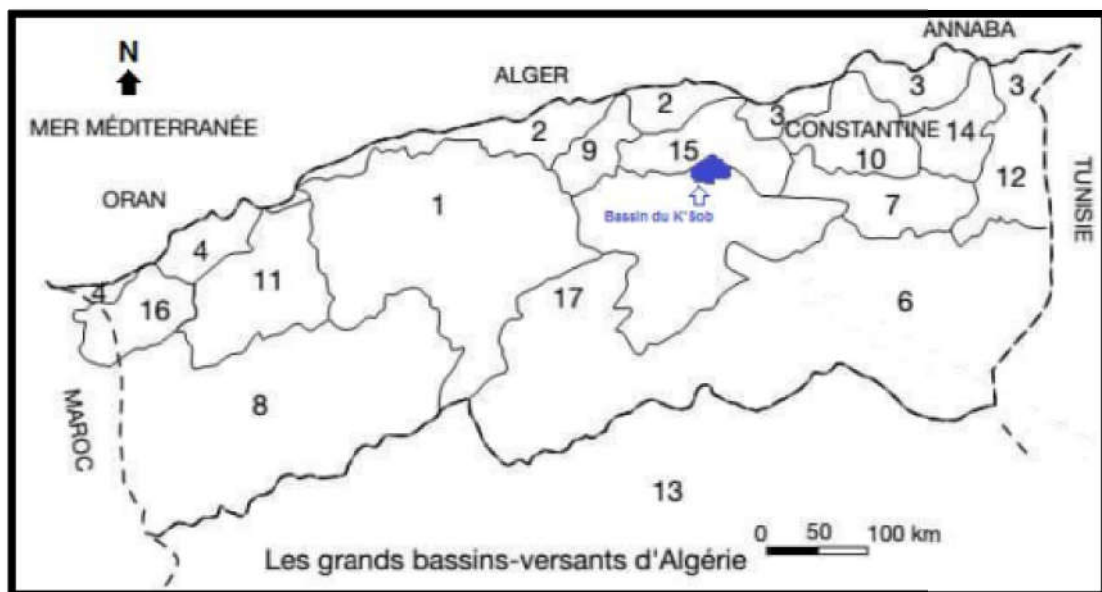 ANNABA
N
ALGER
3
3
2
MER MÉDITERRANÉE
2
3
CONSTANTINE
14
9
15
10
12
ORAN
1
7
TUNISIE
Bassin du K'Sob
4
11
4
16
17
6
MAROC
8
13
0 50 100 km
Les grands bassins-versants d'Algérie